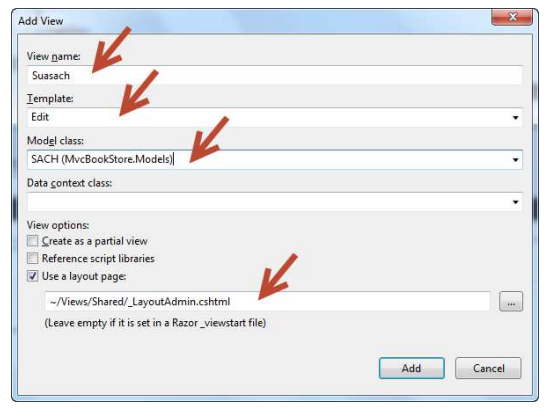 Add View
View name:
Suasach
Template:
Edit
Model class:
SACH (MvcBookStore.Models)
Data context class:
View options:
Create as a partial view
Reference script libraries
Use a layout page:
~/Views/Shared/_LayoutAdmin.cshtml
...
(Leave empty if it is set in a Razor _viewstart file)
Add Cancel